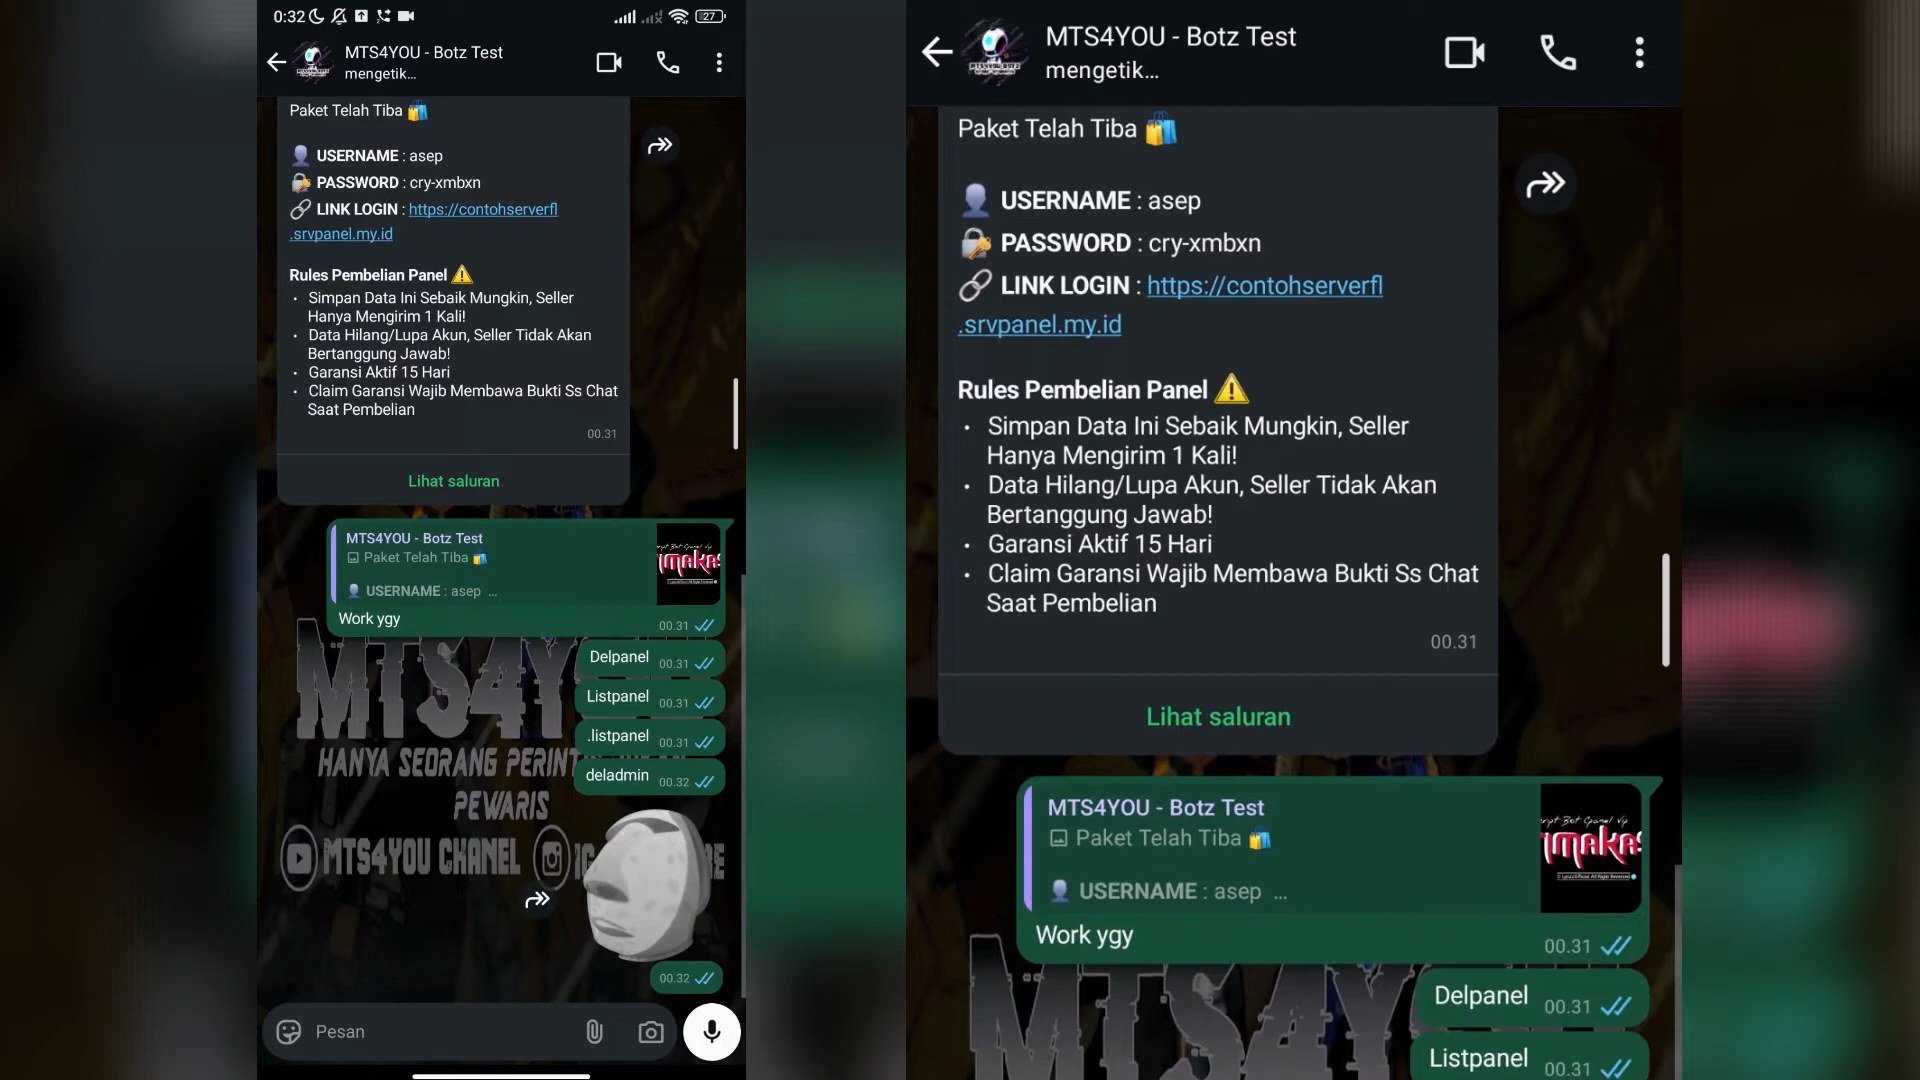 0:32
27
MTS4YOU - Botz Test
mengetik...
Paket Telah Tiba
USERNAME : asep
PASSWORD : cry-xmbxn
LINK LOGIN : https://contohserverfl
.srvpanel.my.id
Rules Pembelian Panel
• Simpan Data Ini Sebaik Mungkin, Seller
Hanya Mengirim 1 Kali!
• Data Hilang/Lupa Akun, Seller Tidak Akan
Bertanggung Jawab!
• Garansi Aktif 15 Hari
• Claim Garansi Wajib Membawa Bukti Ss Chat
Saat Pembelian
00.31
Lihat saluran
MTS4YOU - Botz Test
Paket Telah Tiba
USERNAME : asep ...
Work ygy
00.31
Delpanel 00.31
Listpanel 00.31
.listpanel 00.31
deladmin 00.32
MTS4Y
HANYA SEORANG PERINT
PEWARIS
MTS4YOU CHANEL
00.32
Pesan
MTS4YOU - Botz Test
mengetik...
Paket Telah Tiba
USERNAME : asep
PASSWORD : cry-xmbxn
LINK LOGIN : https://contohserverfl
.srvpanel.my.id
Rules Pembelian Panel
• Simpan Data Ini Sebaik Mungkin, Seller
Hanya Mengirim 1 Kali!
• Data Hilang/Lupa Akun, Seller Tidak Akan
Bertanggung Jawab!
• Garansi Aktif 15 Hari
• Claim Garansi Wajib Membawa Bukti Ss Chat
Saat Pembelian
00.31
Lihat saluran
MTS4YOU - Botz Test
Paket Telah Tiba
USERNAME : asep ...
Script Bot Cpanel Vip
IMAKAS
Work ygy
00.31
Delpanel 00.31
Listpanel 00.31
MTS4Y